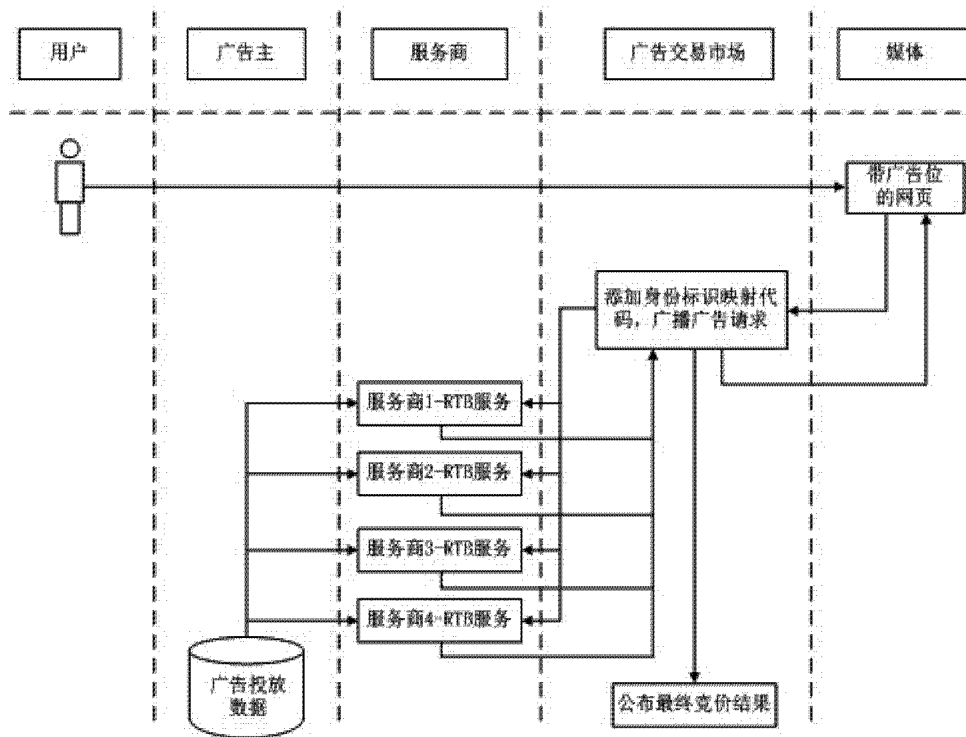 用户
广告主
服务商
广告交易市场
媒体
带广告位
的网页
添加身份标识映射代
码，广播广告请求
服务商1-RTB服务
服务商2-RTB服务
服务商3-RTB服务
服务商4-RTB服务
广告投放
数据
公布最终竞价结果